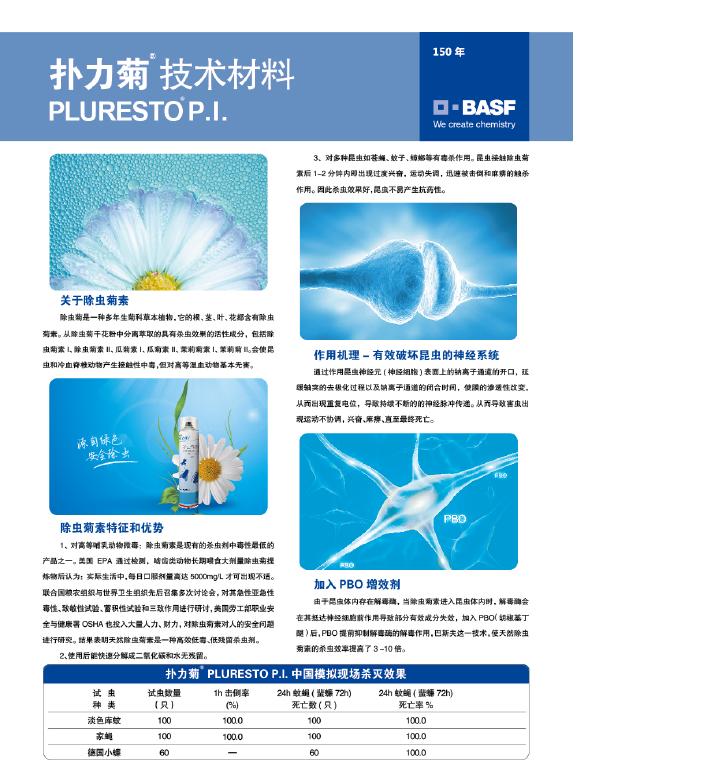 150 年
扑力菊® 技术材料
PLURESTO® P.I.
BASF
We create chemistry
关于除虫菊素
除虫菊是一种多年生菊科草本植物,它的根、茎、叶、花都含有除虫
菊素。从除虫菊干花粉中分离萃取的具有杀虫效果的活性成分,包括除
虫菊素 I、除虫菊素 II、瓜菊素 I、瓜菊素 II、茉莉菊素 I、茉莉菊 II。会使昆
虫和冷血脊椎动物产生接触性中毒,但对高等温血动物基本无害。
源自绿色
安全除虫
除虫菊素特征和优势
1、对高等哺乳动物微毒：除虫菊素是现有的杀虫剂中毒性最低的
产品之一。美国 EPA 通过检测，啮齿类动物长期喂食大剂量除虫菊提
炼物后认为：实际生活中,每日口服剂量高达 5000mg/L 才可出现不适。
联合国粮农组织与世界卫生组织先后召集多次讨论会，对其急性亚急性
毒性、致敏性试验、蓄积性试验和三致作用进行研讨,美国劳工部职业安
全与健康署 OSHA 也投入大量人力、财力，对除虫菊素对人的安全问题
进行研究。结果表明天然除虫菊素是一种高效低毒、低残留杀虫剂。
2、使用后能快速分解成二氧化碳和水无残留。
3、对多种昆虫如苍蝇、蚊子、蟑螂等有毒杀作用。昆虫接触除虫菊
素后 1-2 分钟内即出现过度兴奋，运动失调，迅速被击倒和麻痹的触杀
作用。因此杀虫效果好,昆虫不易产生抗药性。
作用机理 – 有效破坏昆虫的神经系统
通过作用昆虫神经元 ( 神经细胞 ) 表面上的钠离子通道的开口，延
缓轴突的去极化过程以及钠离子通道的闭合时间，使膜的渗透性改变，
从而出现重复电位，导致持续不断的的神经脉冲传递。从而导致害虫出
现运动不协调，兴奋、麻痹、直至最终死亡。
PBO
PBO
PBO
加入 PBO 增效剂
由于昆虫体内存在解毒酶，当除虫菊素进入昆虫体内时，解毒酶会
在其抵达神经细胞前作用导致部分有效成分失效，加入 PBO( 胡椒基丁
醚 ) 后, PBO 提前抑制解毒酶的解毒作用。巴斯夫这一技术，使天然除虫
菊素的杀虫效率提高了 3 –10 倍。
扑力菊® PLURESTO P.I. 中国模拟现场杀灭效果
试 虫 试虫数量 1h 击倒率 24h 蚊蝇 ( 蜚蠊 72h) 24h 蚊蝇 ( 蜚蠊 72h)
种 类 ( 只 ) (%) 死亡数 ( 只 ) 死亡率 %
淡色库蚊 100 100.0 100 100.0
家蝇 100 100.0 100 100.0
德国小蠊 60 — 60 100.0